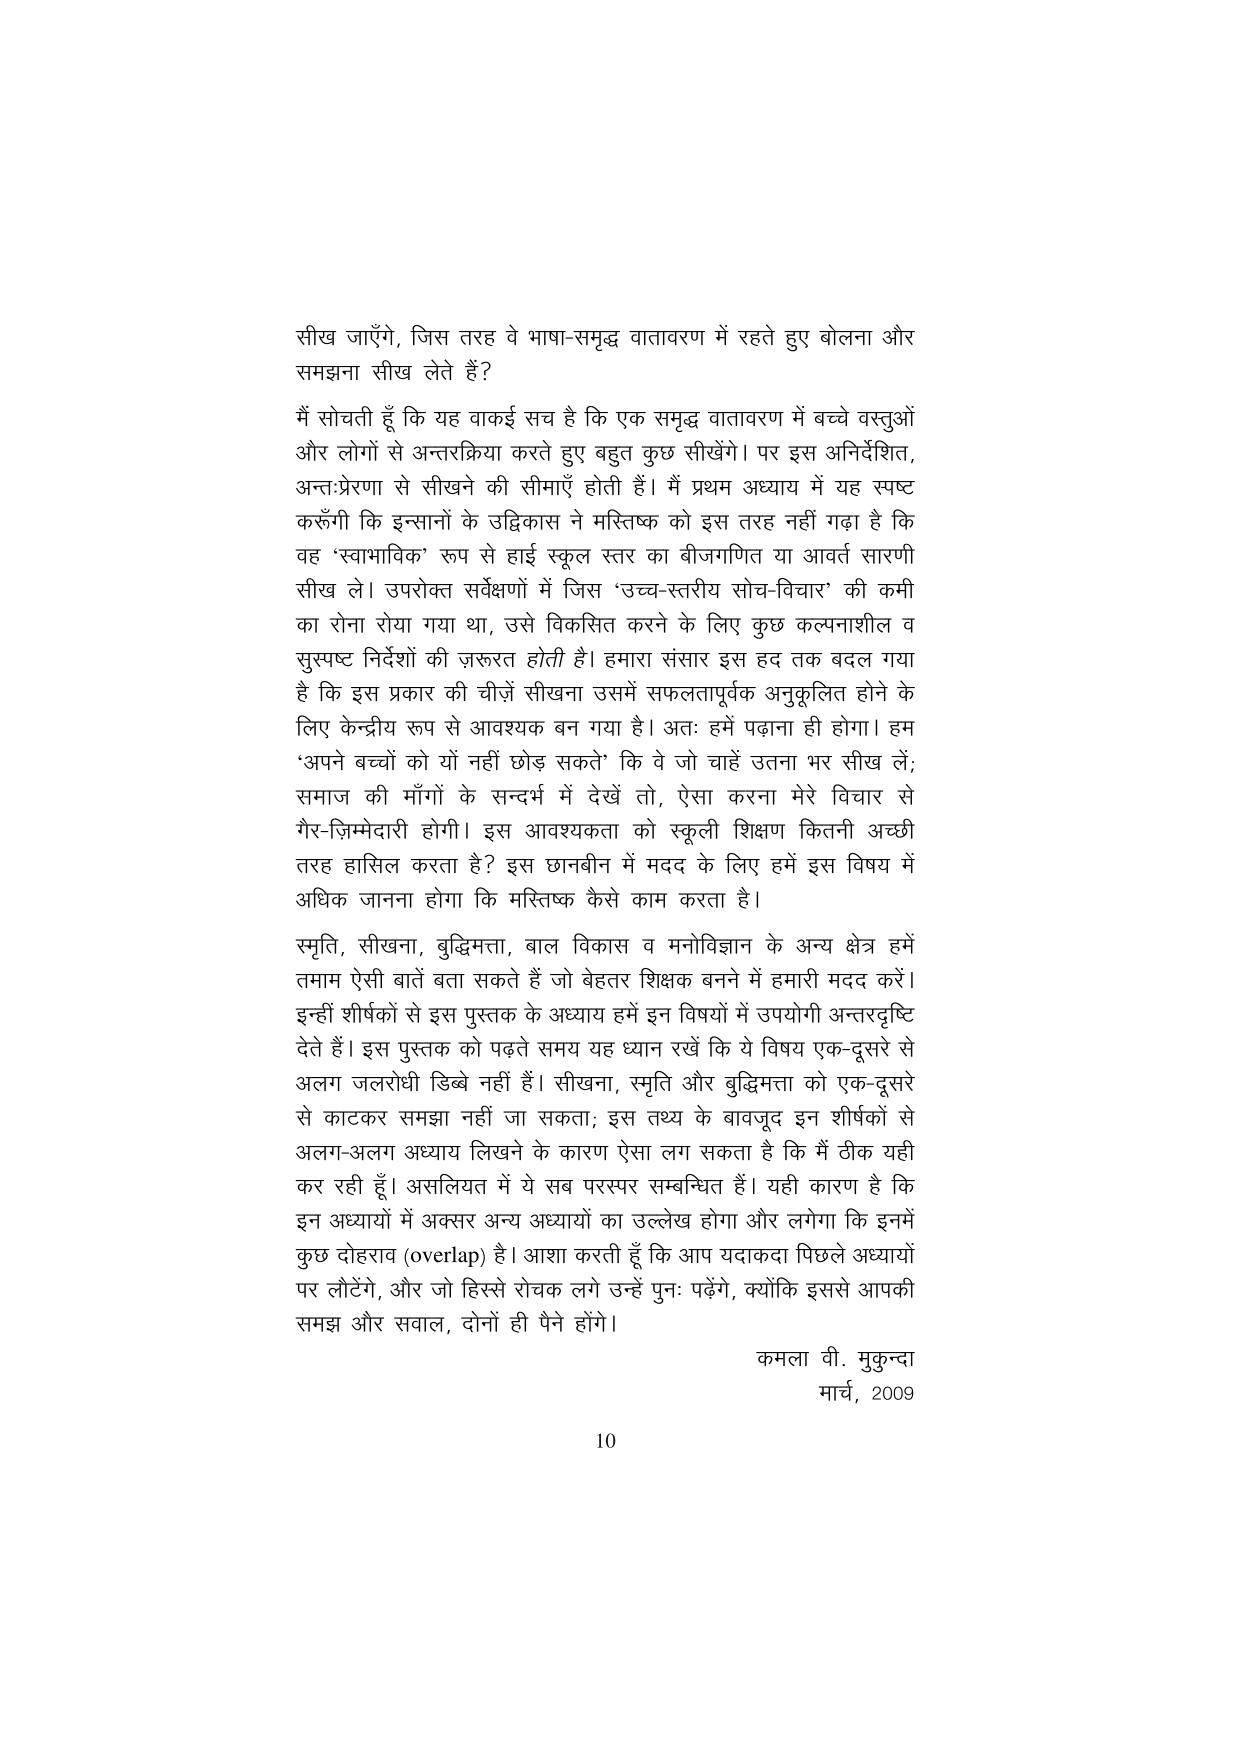 सीख जाएँगे, जिस तरह वे भाषा-समृद्ध वातावरण में रहते हुए बोलना और
समझना सीख लेते हैं?
मैं सोचती हूँ कि यह वाकई सच है कि एक समृद्ध वातावरण में बच्चे वस्तुओं
और लोगों से अन्तरक्रिया करते हुए बहुत कुछ सीखेंगे। पर इस अनिर्देशित,
अन्तःप्रेरणा से सीखने की सीमाएँ होती हैं। मैं प्रथम अध्याय में यह स्पष्ट
करूँगी कि इन्सानों के उद्विकास ने मस्तिष्क को इस तरह नहीं गढ़ा है कि
वह ‘स्वाभाविक’ रूप से हाई स्कूल स्तर का बीजगणित या आवर्त सारणी
सीख ले। उपरोक्त सर्वेक्षणों में जिस ‘उच्च-स्तरीय सोच-विचार’ की कमी
का रोना रोया गया था, उसे विकसित करने के लिए कुछ कल्पनाशील व
सुस्पष्ट निर्देशों की ज़रूरत होती है। हमारा संसार इस हद तक बदल गया
है कि इस प्रकार की चीज़ें सीखना उसमें सफलतापूर्वक अनुकूलित होने के
लिए केन्द्रीय रूप से आवश्यक बन गया है। अतः हमें पढ़ाना ही होगा। हम
‘अपने बच्चों को यों नहीं छोड़ सकते’ कि वे जो चाहें उतना भर सीख लें;
समाज की माँगों के सन्दर्भ में देखें तो, ऐसा करना मेरे विचार से
गैर-ज़िम्मेदारी होगी। इस आवश्यकता को स्कूली शिक्षण कितनी अच्छी
तरह हासिल करता है? इस छानबीन में मदद के लिए हमें इस विषय में
अधिक जानना होगा कि मस्तिष्क कैसे काम करता है।
स्मृति, सीखना, बुद्धिमत्ता, बाल विकास व मनोविज्ञान के अन्य क्षेत्र हमें
तमाम ऐसी बातें बता सकते हैं जो बेहतर शिक्षक बनने में हमारी मदद करें।
इन्हीं शीर्षकों से इस पुस्तक के अध्याय हमें इन विषयों में उपयोगी अन्तरदृष्टि
देते हैं। इस पुस्तक को पढ़ते समय यह ध्यान रखें कि ये विषय एक-दूसरे से
अलग जलरोधी डिब्बे नहीं हैं। सीखना, स्मृति और बुद्धिमत्ता को एक-दूसरे
से काटकर समझा नहीं जा सकता; इस तथ्य के बावजूद इन शीर्षकों से
अलग-अलग अध्याय लिखने के कारण ऐसा लग सकता है कि मैं ठीक यही
कर रही हूँ। असलियत में ये सब परस्पर सम्बन्धित हैं। यही कारण है कि
इन अध्यायों में अक्सर अन्य अध्यायों का उल्लेख होगा और लगेगा कि इनमें
कुछ दोहराव (overlap) है। आशा करती हूँ कि आप यदाकदा पिछले अध्यायों
पर लौटेंगे, और जो हिस्से रोचक लगे उन्हें पुनः पढ़ेंगे, क्योंकि इससे आपकी
समझ और सवाल, दोनों ही पैने होंगे।
कमला वी. मुकुन्दा
मार्च, 2009
10